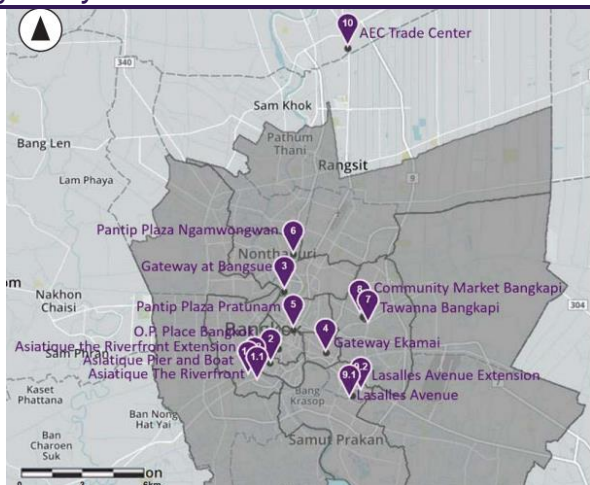 10
AEC Trade Center
340
Sam Khok
Bang Len
Pathum
Thani
Rangsit
Lam Phaya
9
Pantip Plaza Ngamwongwan
6
Nonthaburi
Gateway at Bangsue
3
8
Community Market Bangkapi
7
Tawanna Bangkapi
Nakhon
Chaisi
304
Pantip Plaza Pratunam
5
O.P. Place Bangkok
Bangkok
4
Gateway Ekamai
2
Asiatique the Riverfront Extension
Sam Phran
Asiatique Pier and Boat
1.1
Asiatique The Riverfront
9.1
Lasalles Avenue Extension
Lasalles Avenue
Kaset
Phattana
Bang
Krasop
Ban Nong
Hat Yai
Ban
Charoen
Suk
Samut Prakan